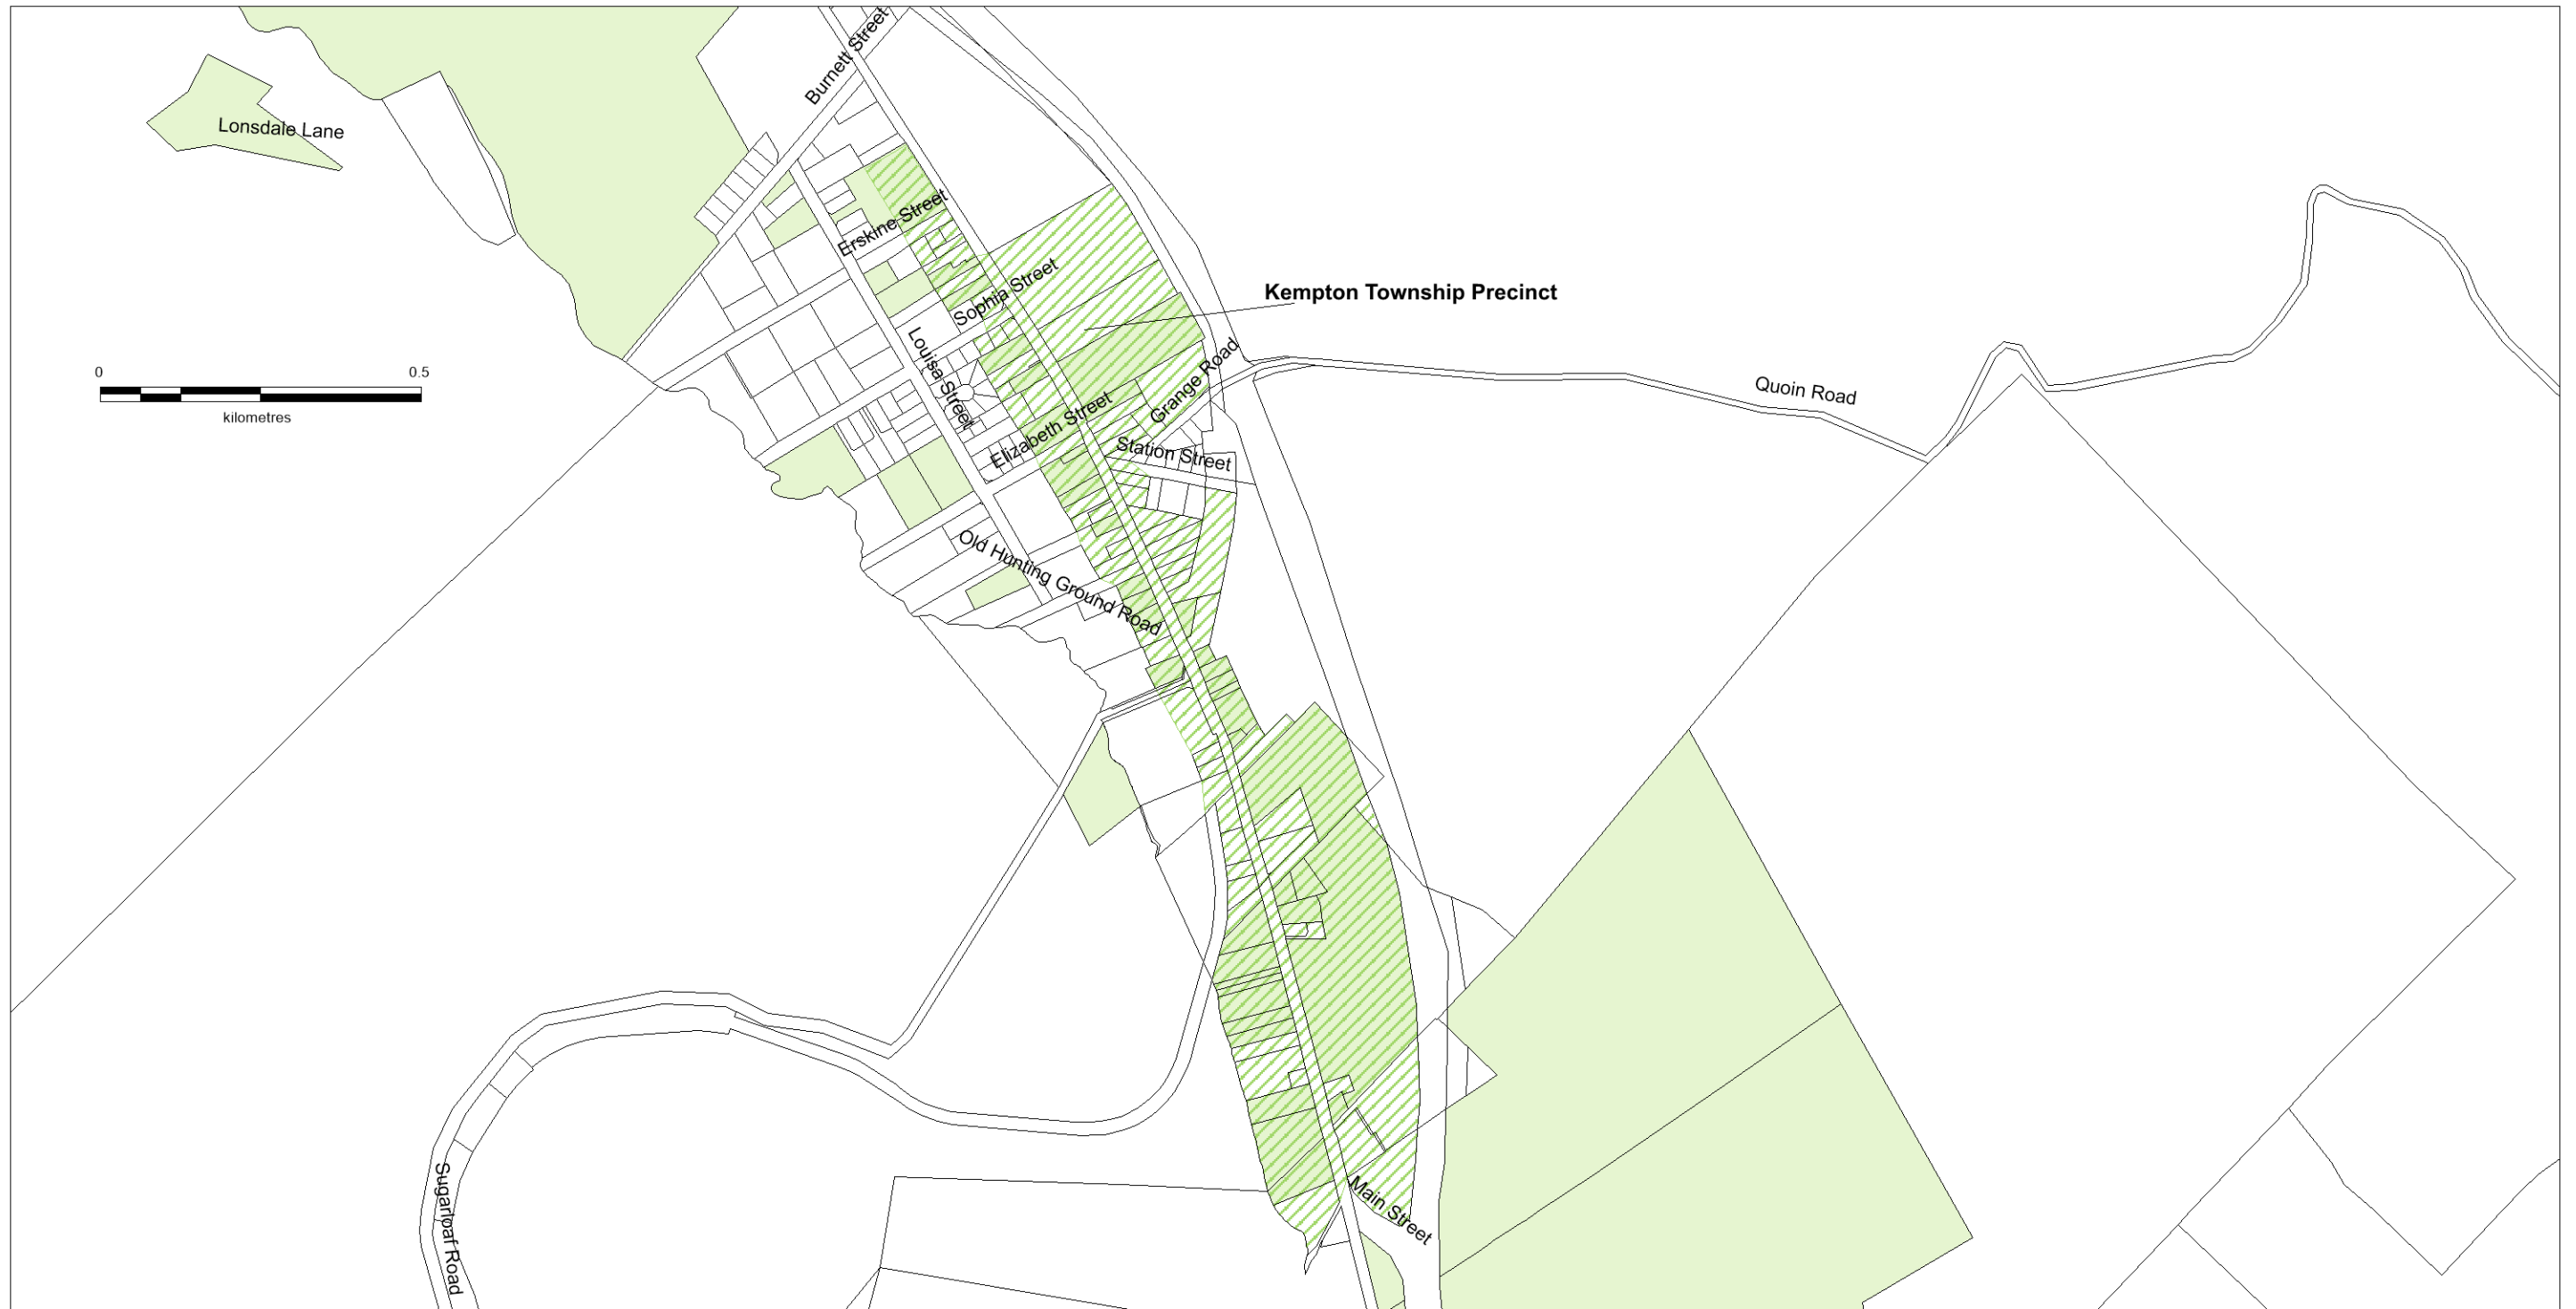 Burnett Street
Lonsdale Lane
Erskine Street
Sophia Street
Kempton Township Precinct
Louisa Street
Grange Road
0 0.5
kilometres
Quoin Road
Elizabeth Street
Station Street
Old Hunting Ground Road
Sugarloaf Road
Main Street